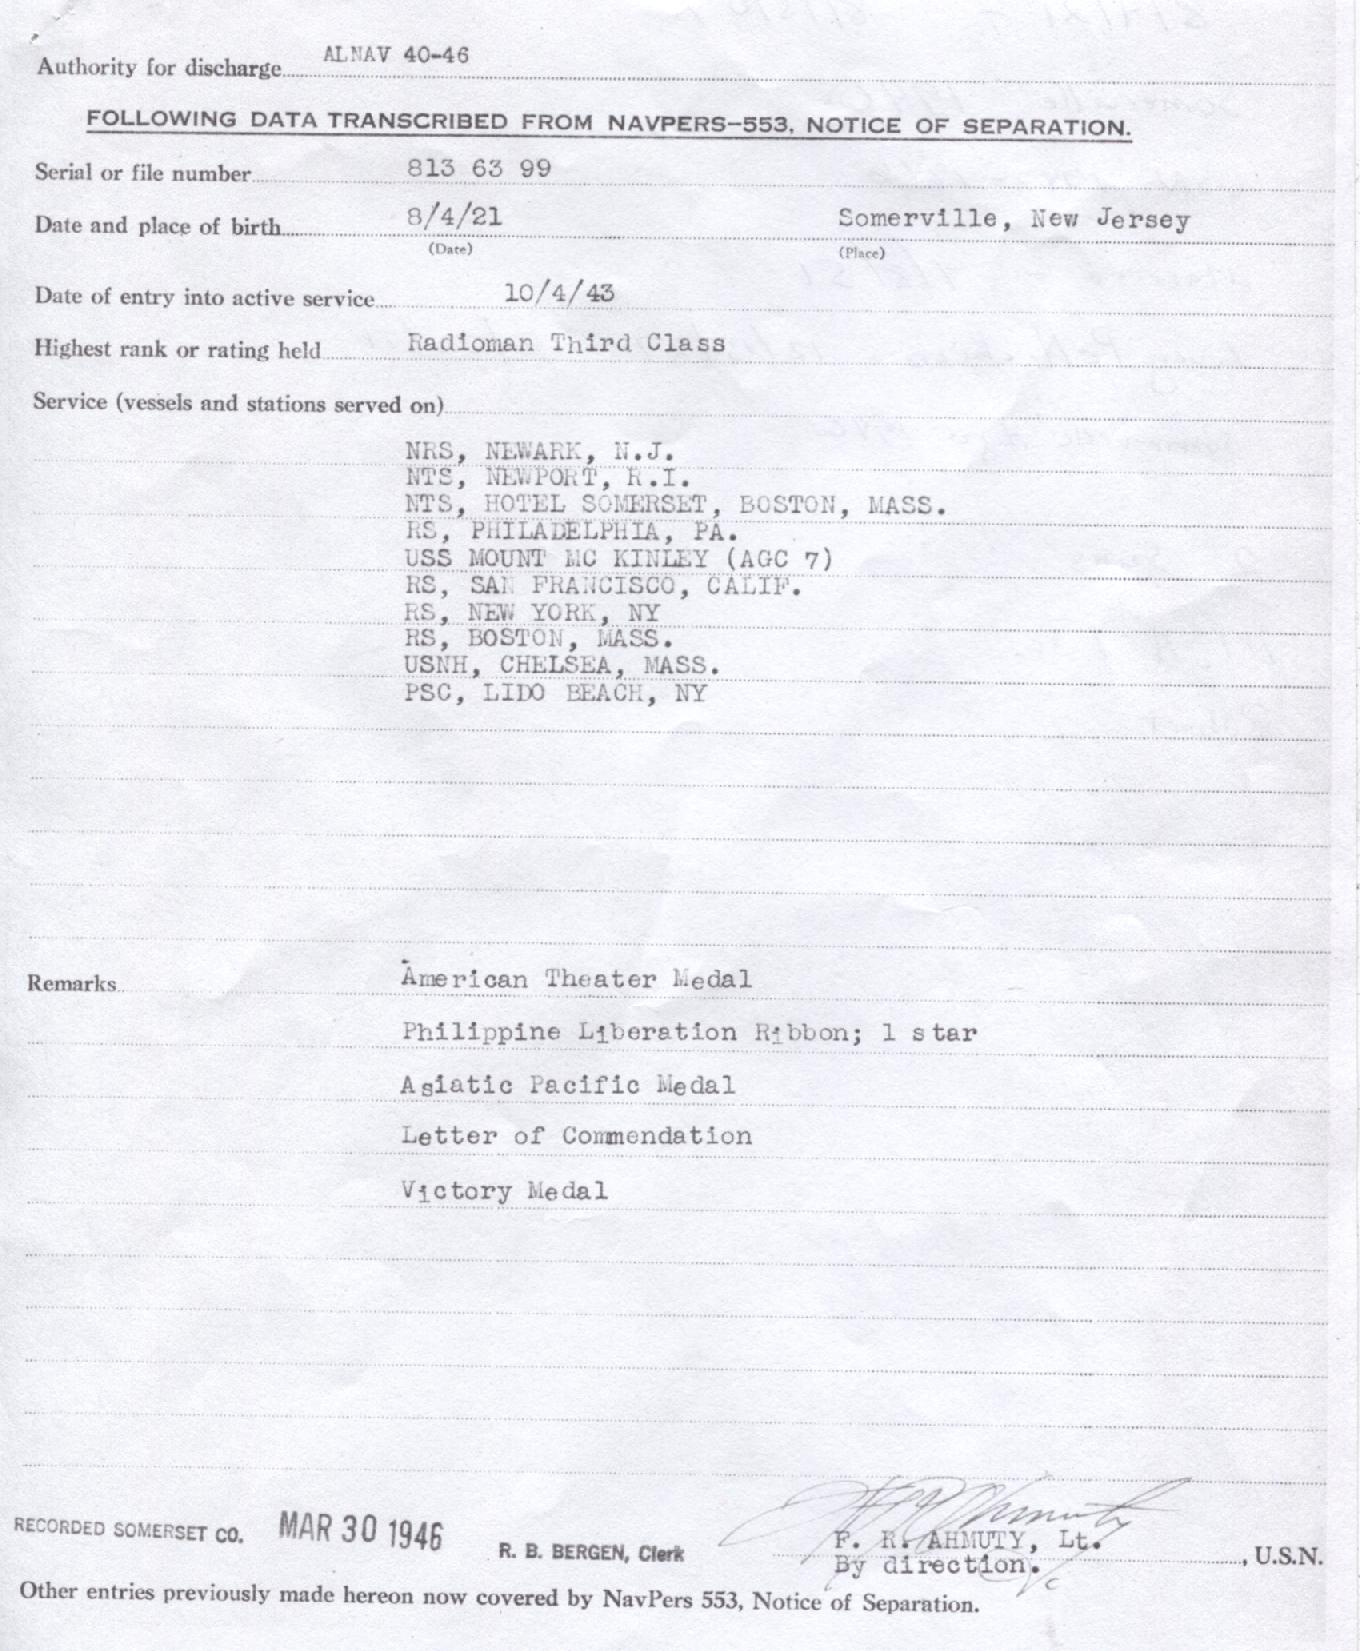 Authority for discharge ALNAV 40-46
FOLLOWING DATA TRANSCRIBED FROM NAVPERS-553, NOTICE OF SEPARATION.
Serial or file number 813 63 99
Date and place of birth 8/4/21 Somerville, New Jersey
(Date) (Place)
Date of entry into active service 10/4/43
Highest rank or rating held Radioman Third Class
Service (vessels and stations served on)
NRS, NEWARK, N.J.
NTS, NEWPORT, R.I.
NTS, HOTEL SOMERSET, BOSTON, MASS.
RS, PHILADELPHIA, PA.
USS MOUNT MC KINLEY (AGC 7)
RS, SAN FRANCISCO, CALIF.
RS, NEW YORK, NY
RS, BOSTON, MASS.
USNH, CHELSEA, MASS.
PSC, LIDO BEACH, NY
Remarks American Theater Medal
Philippine Liberation Ribbon; 1 star
Asiatic Pacific Medal
Letter of Commendation
Victory Medal
RECORDED SOMERSET CO. MAR 30 1946
R. B. BERGEN, Clerk
F. R. AHMUTY, Lt.
By direction. , U.S.N.
Other entries previously made hereon now covered by NavPers 553, Notice of Separation.